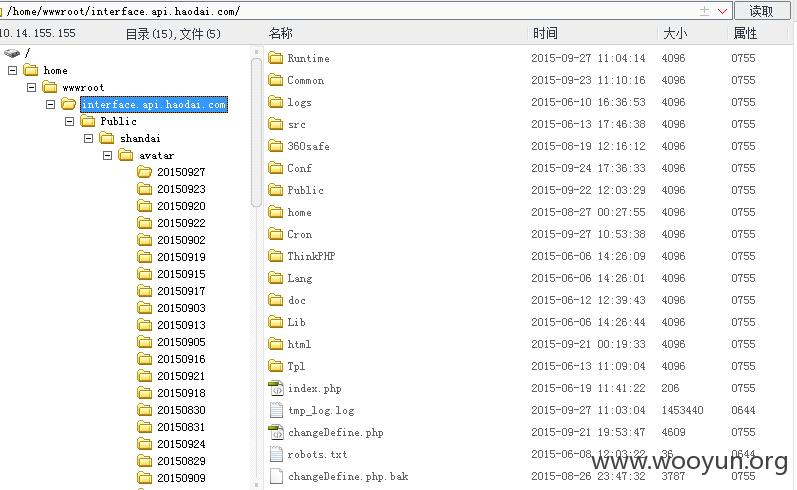 /home/wwwroot/interface.api.haodai.com/ 读取
10.14.155.155 目录(15),文件(5) 名称 时间 大小 属性
/
home
wwwroot
interface.api.haodai.com
Public
shandai
avatar
20150927
20150923
20150920
20150922
20150902
20150919
20150915
20150917
20150903
20150913
20150905
20150916
20150921
20150918
20150830
20150831
20150924
20150829
20150909
Runtime 2015-09-27 11:04:14 4096 0755
Common 2015-09-23 11:10:16 4096 0755
logs 2015-06-10 16:36:53 4096 0755
src 2015-06-13 17:46:38 4096 0755
360safe 2015-08-19 12:16:12 4096 0755
Conf 2015-09-24 17:36:33 4096 0755
Public 2015-09-22 12:03:29 4096 0755
home 2015-08-27 00:27:55 4096 0755
Cron 2015-09-27 10:53:38 4096 0755
ThinkPHP 2015-06-06 14:26:09 4096 0755
Lang 2015-06-06 14:26:01 4096 0755
doc 2015-06-12 12:39:43 4096 0755
Lib 2015-06-06 14:26:44 4096 0755
html 2015-09-21 00:19:33 4096 0755
Tpl 2015-06-13 11:09:04 4096 0755
index.php 2015-06-19 11:41:22 206 0755
tmp_log.log 2015-09-27 11:03:04 1453440 0644
changeDefine.php 2015-09-21 19:53:47 4609 0755
robots.txt 2015-06-08 12:03:22 36 0644
changeDefine.php.bak 2015-08-26 23:47:32 3787 0755
www.wooyun.org